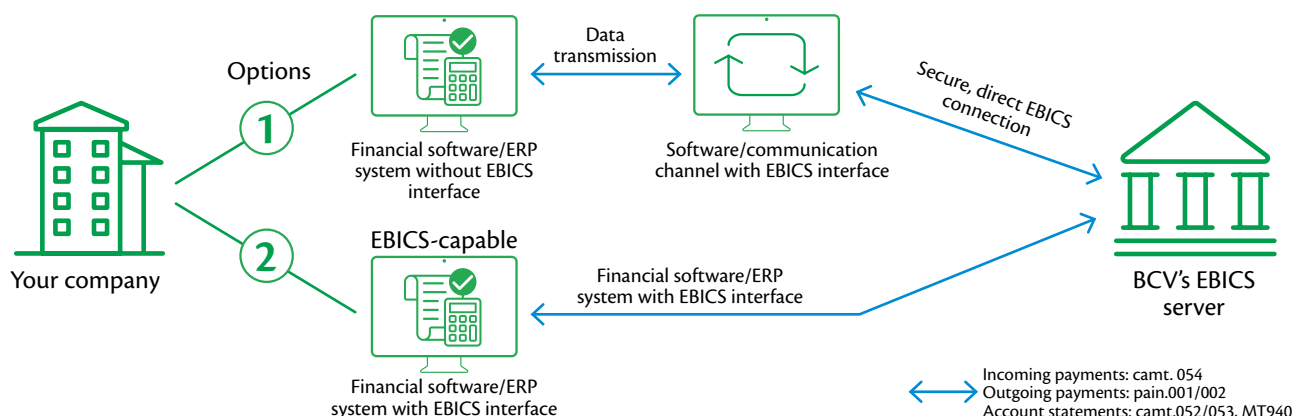 Options
1
Data
transmission
Secure, direct EBICS
connection
Financial software/ERP
system without EBICS
interface
Software/communication
channel with EBICS interface
2
Your company
EBICS-capable
Financial software/ERP
system with EBICS interface
BCV's EBICS
server
Financial software/ERP
system with EBICS interface
Incoming payments: camt. 054
Outgoing payments: pain.001/002
Account statements: camt.052/053, MT940